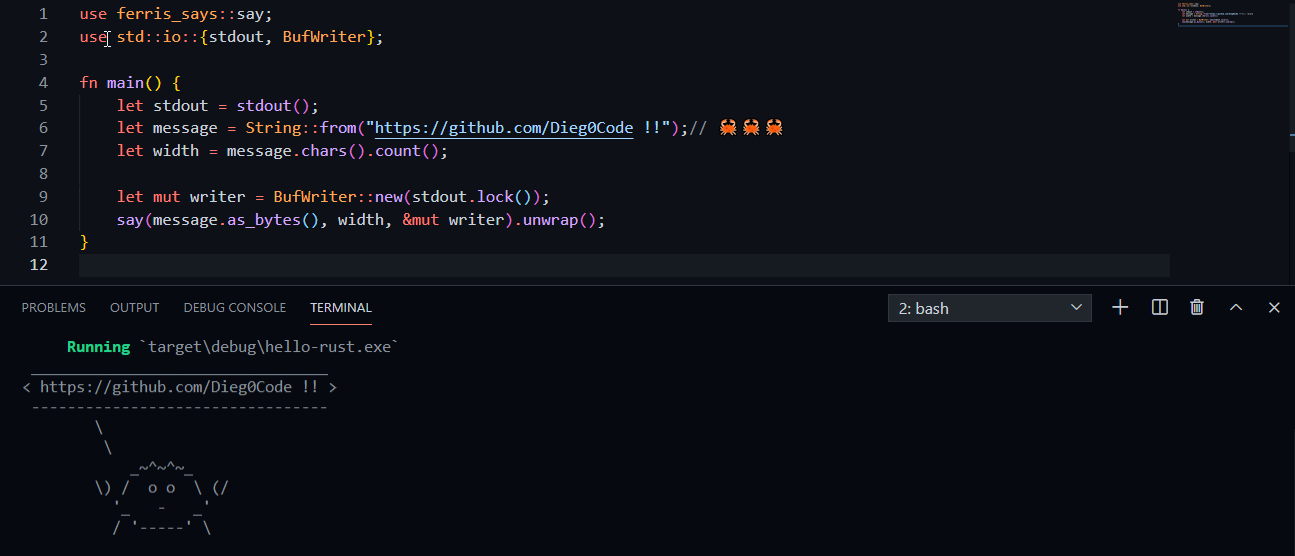 1 use ferris_says::say;
2 use std::io::{stdout, BufWriter};
3
4 fn main() {
5     let stdout = stdout();
6     let message = String::from("https://github.com/Dieg0Code !!");// 🦀🦀🦀
7     let width = message.chars().count();
8
9     let mut writer = BufWriter::new(stdout.lock());
10     say(message.as_bytes(), width, &mut writer).unwrap();
11 }
12
PROBLEMS OUTPUT DEBUG CONSOLE TERMINAL 2: bash
     Running `target\debug\hello-rust.exe`
 _________________________________
< https://github.com/Dieg0Code !! >
 ---------------------------------
        \
         \
            _~^~^~_
        \) /  o o  \ (/
          '_   -   _'
          / '-----' \